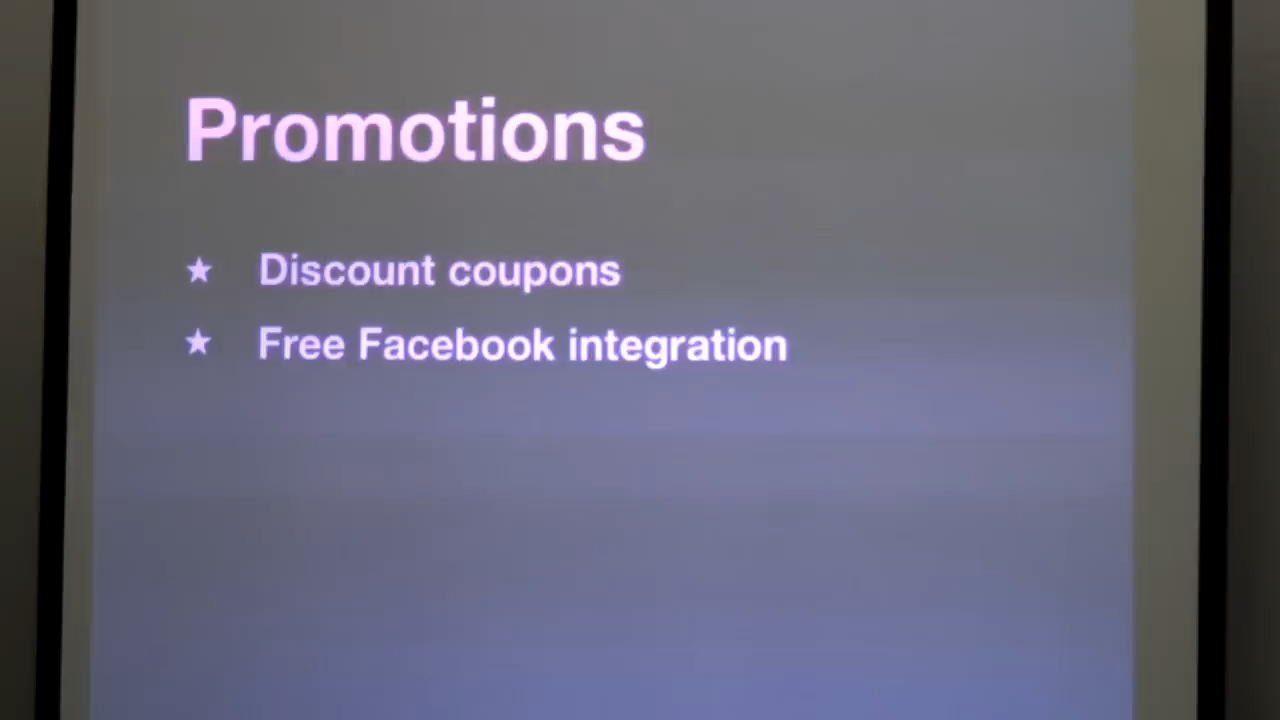 Promotions
★ Discount coupons
★ Free Facebook integration